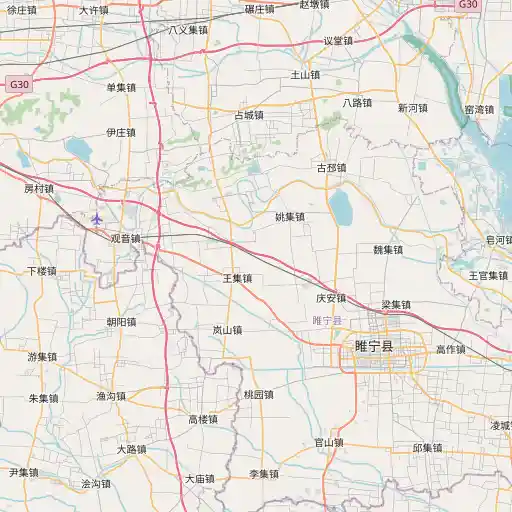 徐庄镇
大许镇
碾庄镇
赵墩镇
G30
八义集镇
议堂镇
土山镇
G30
单集镇
占城镇
八路镇
新河镇
窑湾镇
伊庄镇
古邳镇
房村镇
姚集镇
观音镇
魏集镇
皂河镇
下楼镇
王集镇
王官集镇
庆安镇
梁集镇
朝阳镇
岚山镇
睢宁县
睢宁县
高作镇
游集镇
朱集镇
渔沟镇
桃园镇
高楼镇
凌城镇
大路镇
官山镇
邱集镇
尹集镇
浍沟镇
大庙镇
李集镇